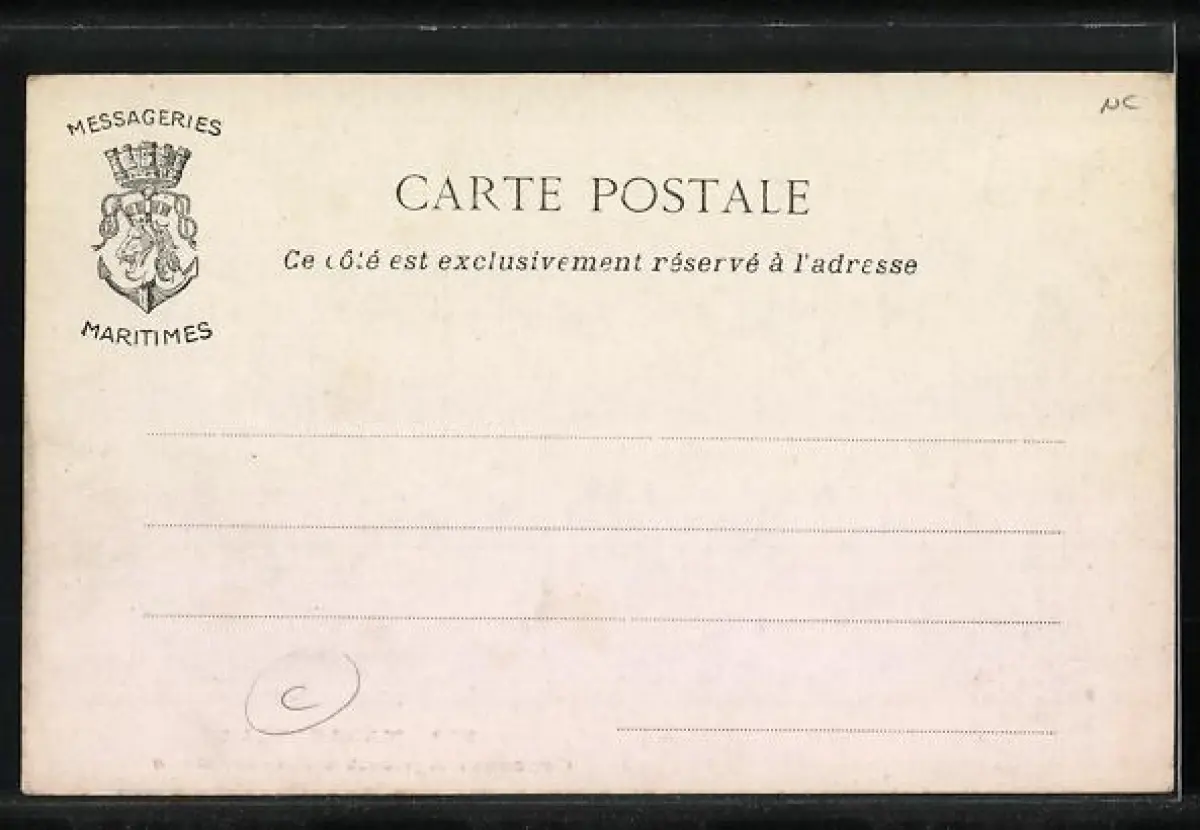 MESSAGERIES
MARITIMES
NC
CARTE POSTALE
Ce côté est exclusivement réservé à l'adresse
C